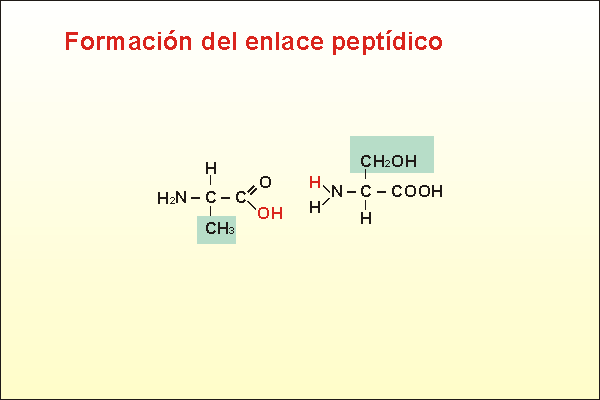 Formación del enlace peptídico
H
O
H₂N – C – C
OH
CH₃
CH₂OH
H
N – C – COOH
H
H